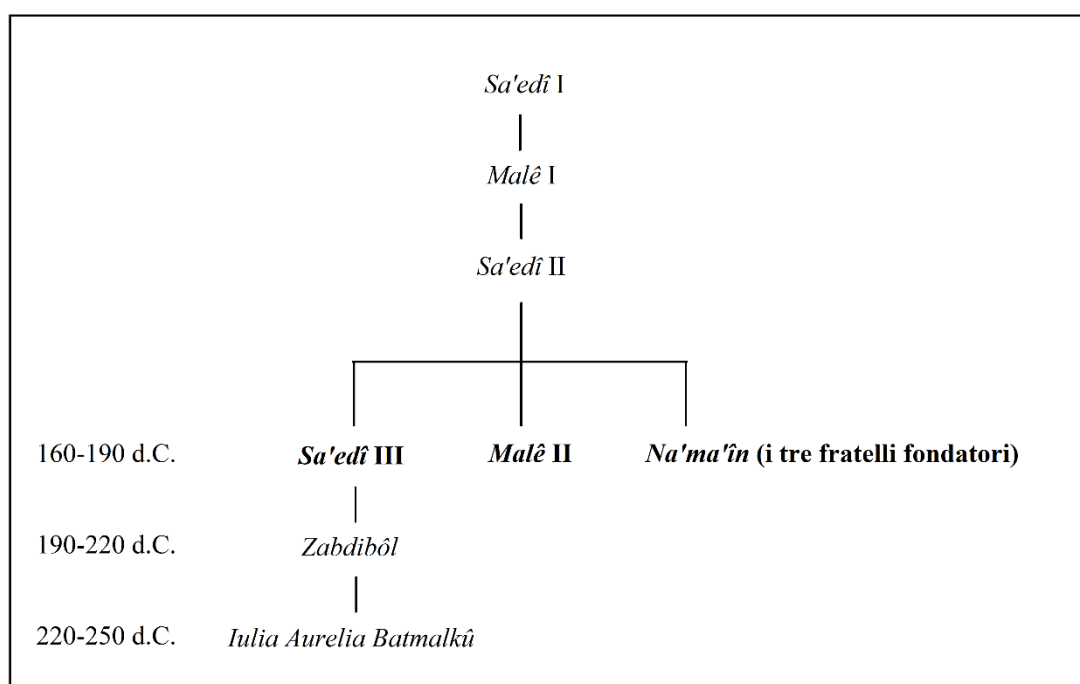 Sa'edî I
Malê I
Sa'edî II
160-190 d.C. Sa'edî III Malê II Na'ma'în (i tre fratelli fondatori)
190-220 d.C. Zabdibôl
220-250 d.C. Iulia Aurelia Batmalkû